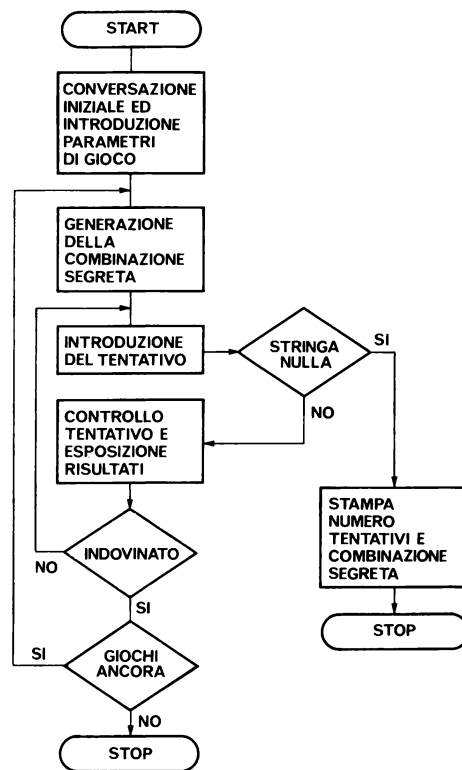 START
CONVERSAZIONE
INIZIALE ED
INTRODUZIONE
PARAMETRI
DI GIOCO
GENERAZIONE
DELLA
COMBINAZIONE
SEGRETA
INTRODUZIONE
DEL TENTATIVO
STRINGA
NULLA
SI
NO
CONTROLLO
TENTATIVO E
ESPOSIZIONE
RISULTATI
STAMPA
NUMERO
TENTATIVI E
COMBINAZIONE
SEGRETA
STOP
INDOVINATO
NO
SI
GIOCHI
ANCORA
SI
NO
STOP